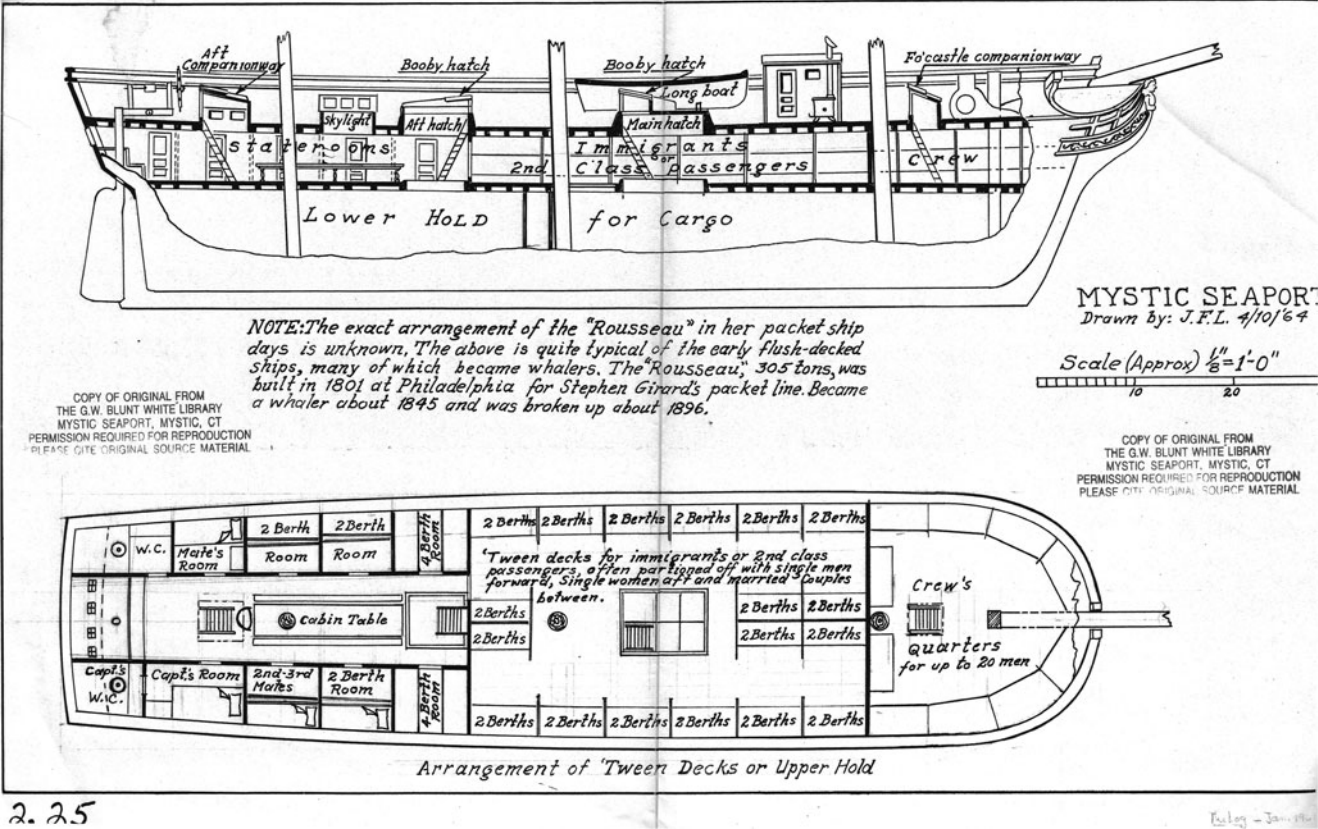 Aft
Companionway
Booby hatch
Booby hatch
Fo'castle companionway
Long boat
Skylight
Aft hatch
Main hatch
Staterooms
Immigrants
or
2nd Class passengers
Crew
Lower HOLD for Cargo
MYSTIC SEAPORT
Drawn by: J.F.L. 4/10/64
NOTE: The exact arrangement of the "Rousseau" in her packet ship
days is unknown. The above is quite typical of the early flush-decked
ships, many of which became whalers. The "Rousseau", 305 tons, was
built in 1801 at Philadelphia for Stephen Girard's packet line. Became
a whaler about 1845 and was broken up about 1896.
Scale (Approx) 1/8" = 1'-0"
10 20
COPY OF ORIGINAL FROM
THE G.W. BLUNT WHITE LIBRARY
MYSTIC SEAPORT, MYSTIC, CT
PERMISSION REQUIRED FOR REPRODUCTION
PLEASE CITE ORIGINAL SOURCE MATERIAL
COPY OF ORIGINAL FROM
THE G.W. BLUNT WHITE LIBRARY
MYSTIC SEAPORT, MYSTIC, CT
PERMISSION REQUIRED FOR REPRODUCTION
PLEASE CITE ORIGINAL SOURCE MATERIAL
W.C.
Mate's
Room
2 Berth
Room
2 Berth
Room
4 Berth
Room
2 Berths 2 Berths 2 Berths 2 Berths 2 Berths 2 Berths
'Tween decks for immigrants or 2nd class
passengers, often partioned off with single men
forward, Single women aft and married Couples
between.
Cabin Table
2 Berths
2 Berths
2 Berths 2 Berths
2 Berths 2 Berths
Crew's
Quarters
for up to 20 men
Capt.'s
W.C.
Capt.'s Room
2nd-3rd
Mates
2 Berth
Room
4 Berth
Room
2 Berths 2 Berths 2 Berths 2 Berths 2 Berths 2 Berths
Arrangement of 'Tween Decks or Upper Hold
2.25